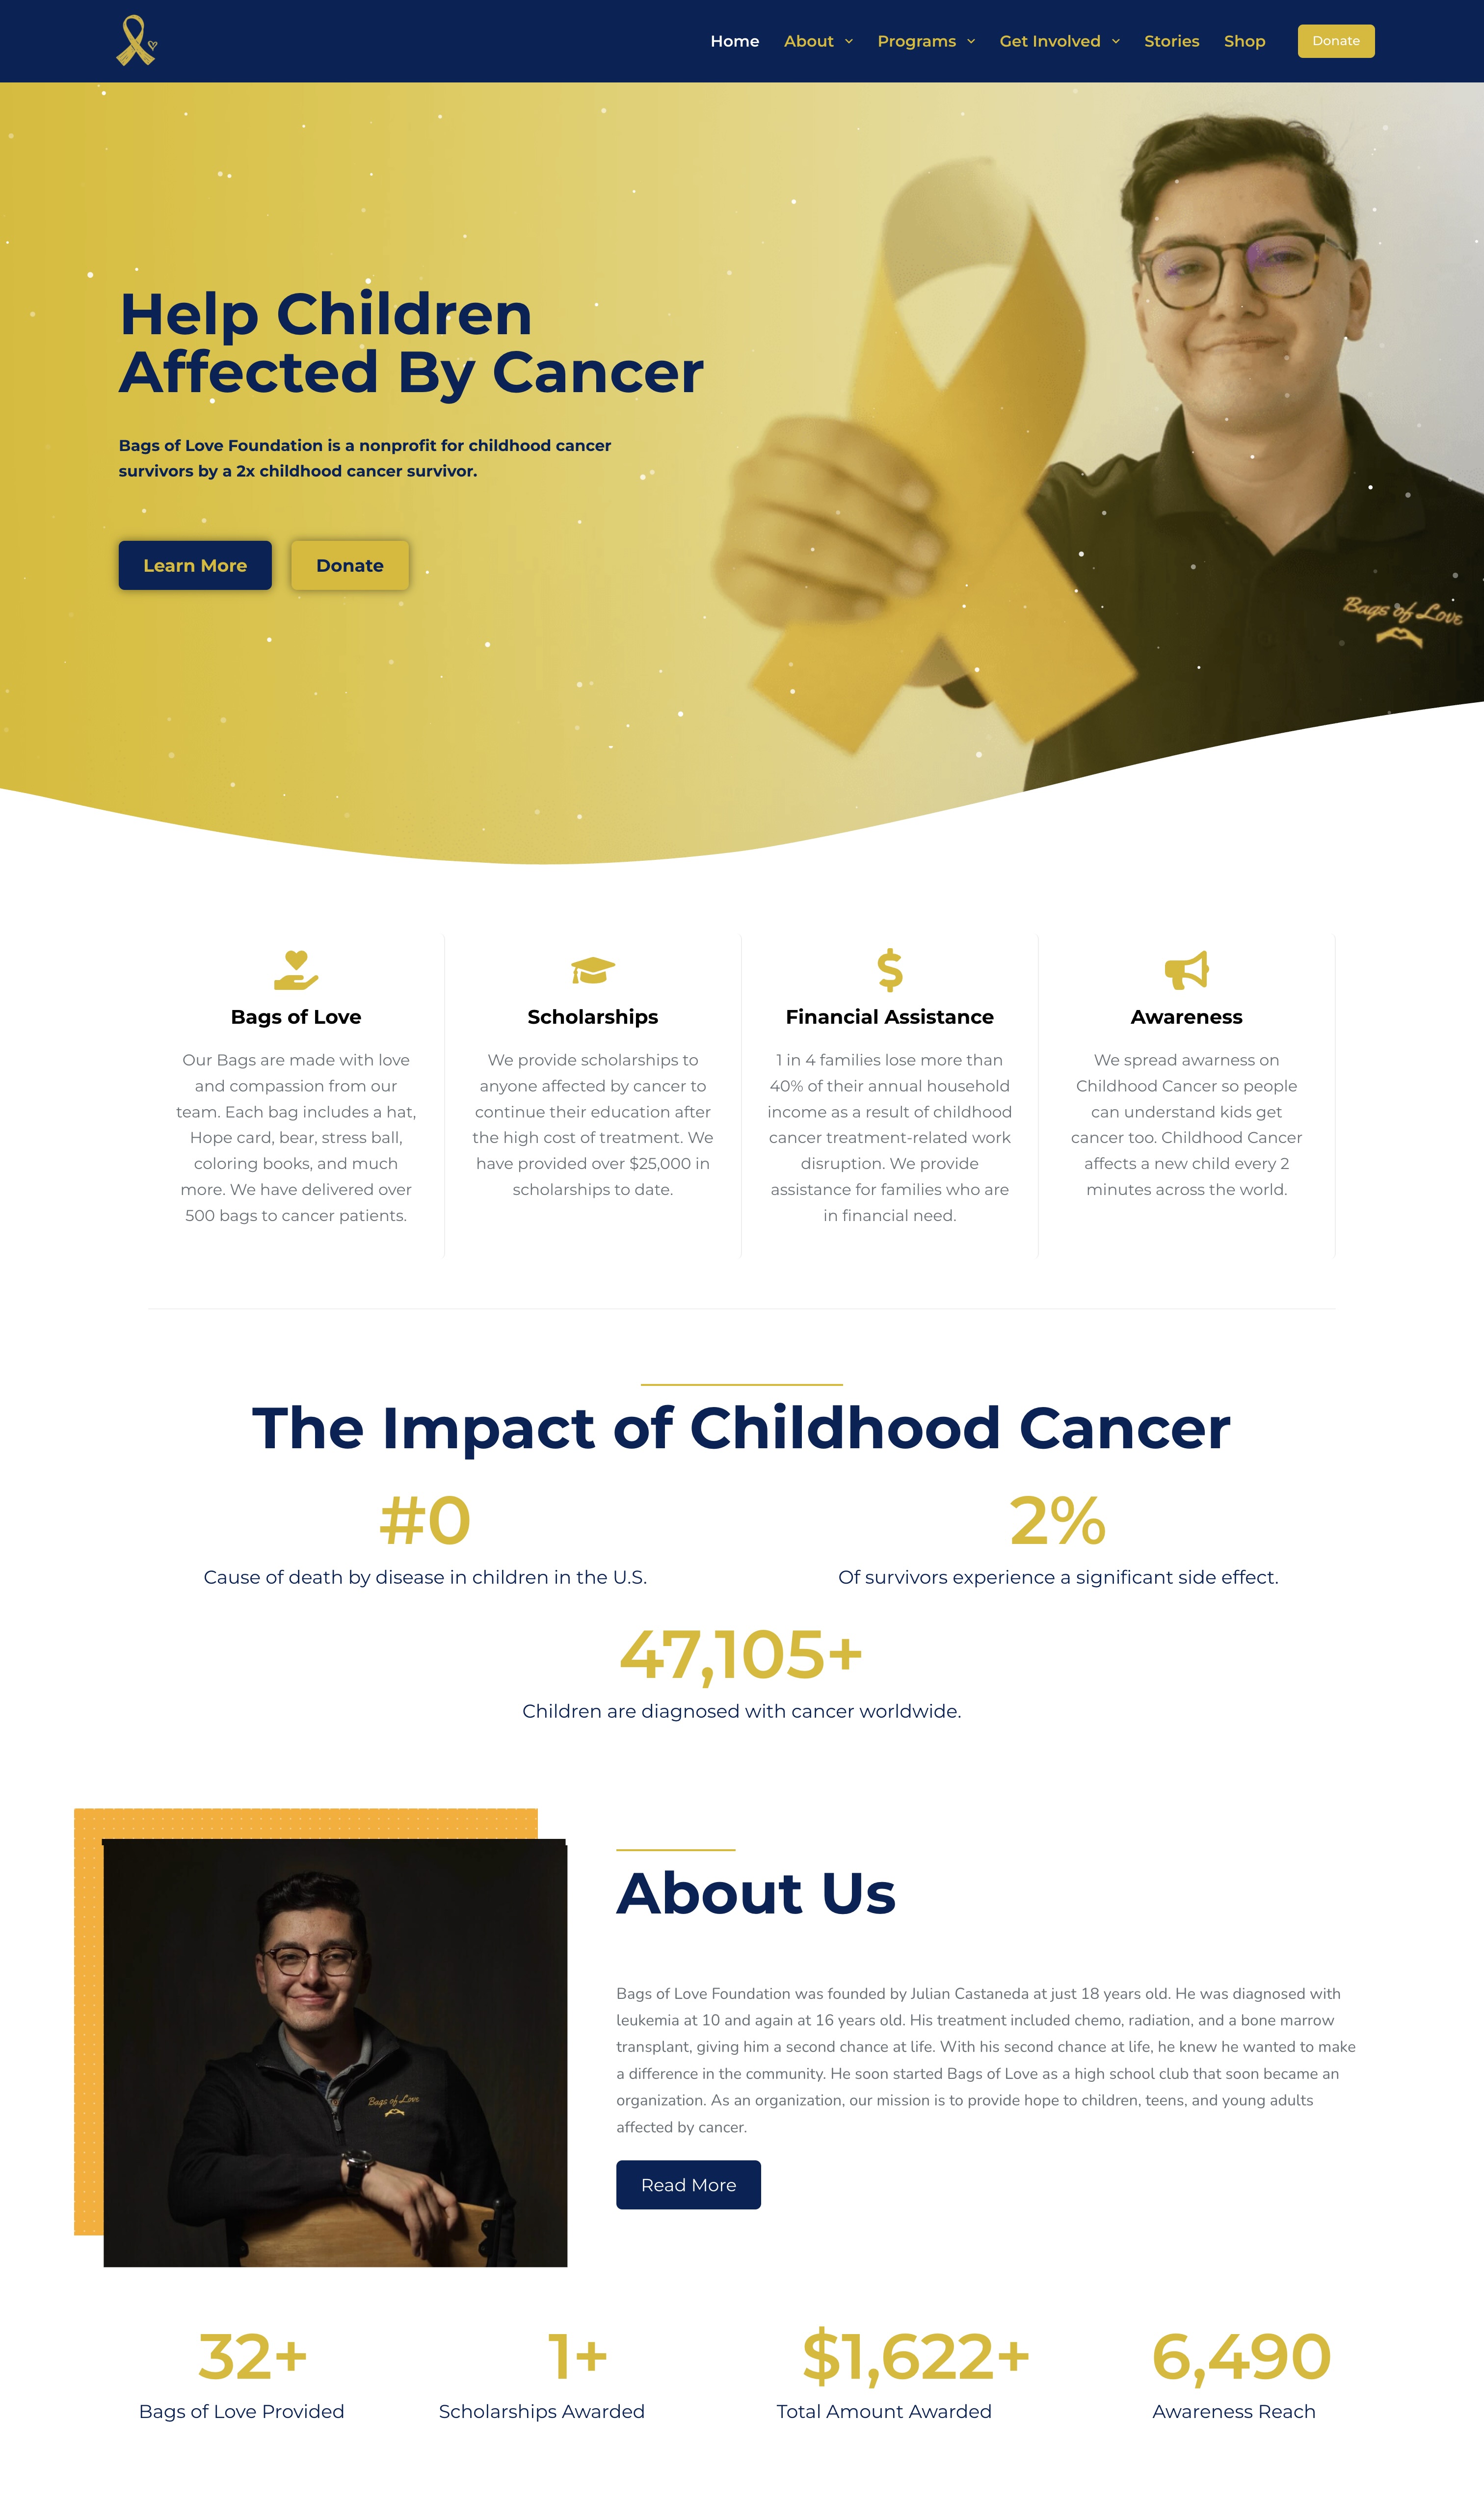 Home About Programs Get Involved Stories Shop Donate
Help Children
Affected By Cancer
Bags of Love Foundation is a nonprofit for childhood cancer
survivors by a 2x childhood cancer survivor.
Learn More Donate
Bags of Love
Bags of Love
Our Bags are made with love
and compassion from our
team. Each bag includes a hat,
Hope card, bear, stress ball,
coloring books, and much
more. We have delivered over
500 bags to cancer patients.
Scholarships
We provide scholarships to
anyone affected by cancer to
continue their education after
the high cost of treatment. We
have provided over $25,000 in
scholarships to date.
Financial Assistance
1 in 4 families lose more than
40% of their annual household
income as a result of childhood
cancer treatment-related work
disruption. We provide
assistance for families who are
in financial need.
Awareness
We spread awarness on
Childhood Cancer so people
can understand kids get
cancer too. Childhood Cancer
affects a new child every 2
minutes across the world.
The Impact of Childhood Cancer
#0
Cause of death by disease in children in the U.S.
2%
Of survivors experience a significant side effect.
47,105+
Children are diagnosed with cancer worldwide.
Bags of Love
About Us
Bags of Love Foundation was founded by Julian Castaneda at just 18 years old. He was diagnosed with
leukemia at 10 and again at 16 years old. His treatment included chemo, radiation, and a bone marrow
transplant, giving him a second chance at life. With his second chance at life, he knew he wanted to make
a difference in the community. He soon started Bags of Love as a high school club that soon became an
organization. As an organization, our mission is to provide hope to children, teens, and young adults
affected by cancer.
Read More
32+
Bags of Love Provided
1+
Scholarships Awarded
$1,622+
Total Amount Awarded
6,490
Awareness Reach